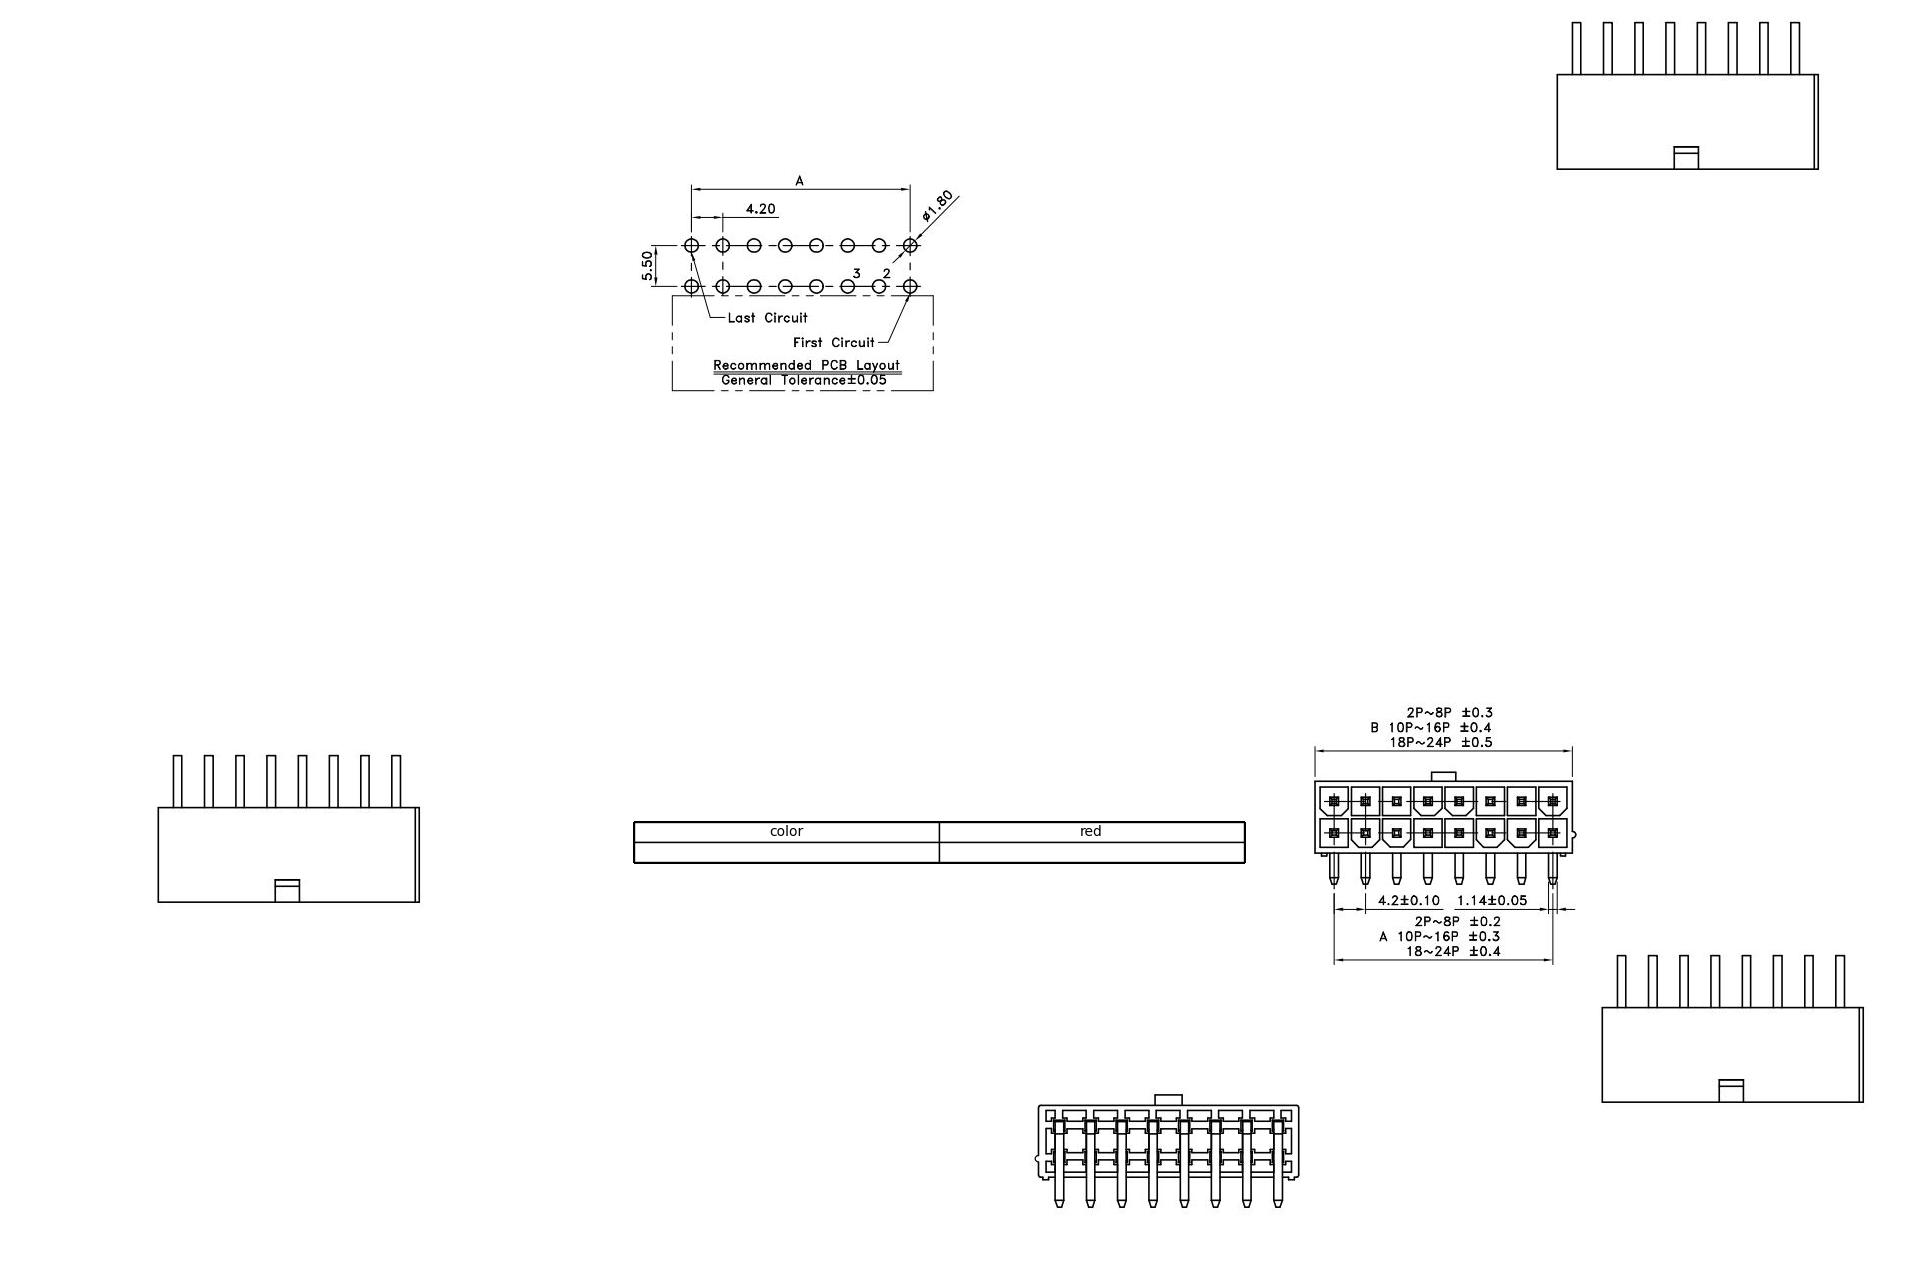 A
4.20
ø1.80
5.50
3 2
Last Circuit
First Circuit
Recommended PCB Layout
General Tolerance±0.05
color red
2P~8P ±0.3
B 10P~16P ±0.4
18P~24P ±0.5
4.2±0.10 1.14±0.05
2P~8P ±0.2
A 10P~16P ±0.3
18~24P ±0.4